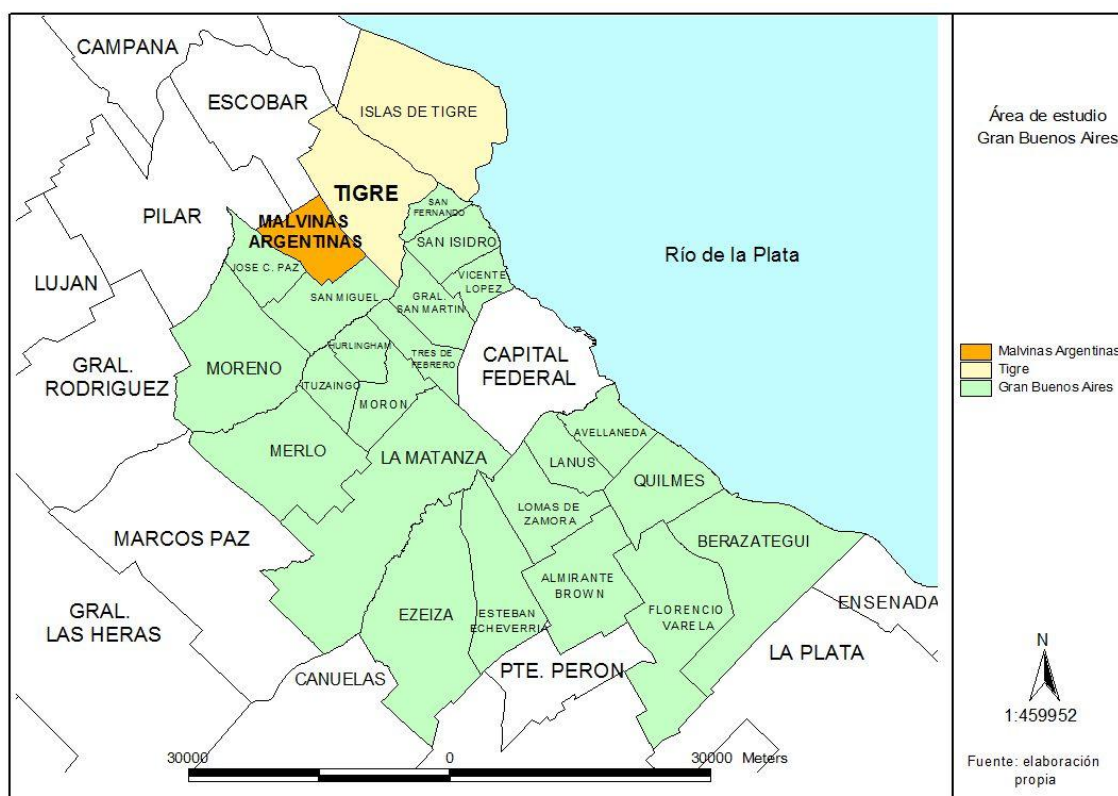 CAMPANA
ESCOBAR
ISLAS DE TIGRE
TIGRE
PILAR
SAN
FERNANDO
MALVINAS
ARGENTINAS
SAN ISIDRO
Río de la Plata
JOSE C. PAZ
LUJAN
VICENTE
LOPEZ
SAN MIGUEL
GRAL.
SAN MARTIN
HURLINGHAM
TRES DE
FEBRERO
CAPITAL
FEDERAL
GRAL.
RODRIGUEZ
MORENO
ITUZAINGO
MORON
MERLO
LA MATANZA
AVELLANEDA
LANUS
QUILMES
LOMAS DE
ZAMORA
MARCOS PAZ
BERAZATEGUI
ALMIRANTE
BROWN
GRAL.
LAS HERAS
EZEIZA
ESTEBAN
ECHEVERRIA
FLORENCIO
VARELA
ENSENADA
LA PLATA
CANUELAS
PTE. PERON
30000 0 30000 Meters
Área de estudio
Gran Buenos Aires
Malvinas Argentinas
Tigre
Gran Buenos Aires
N
1:459952
Fuente: elaboración
propia